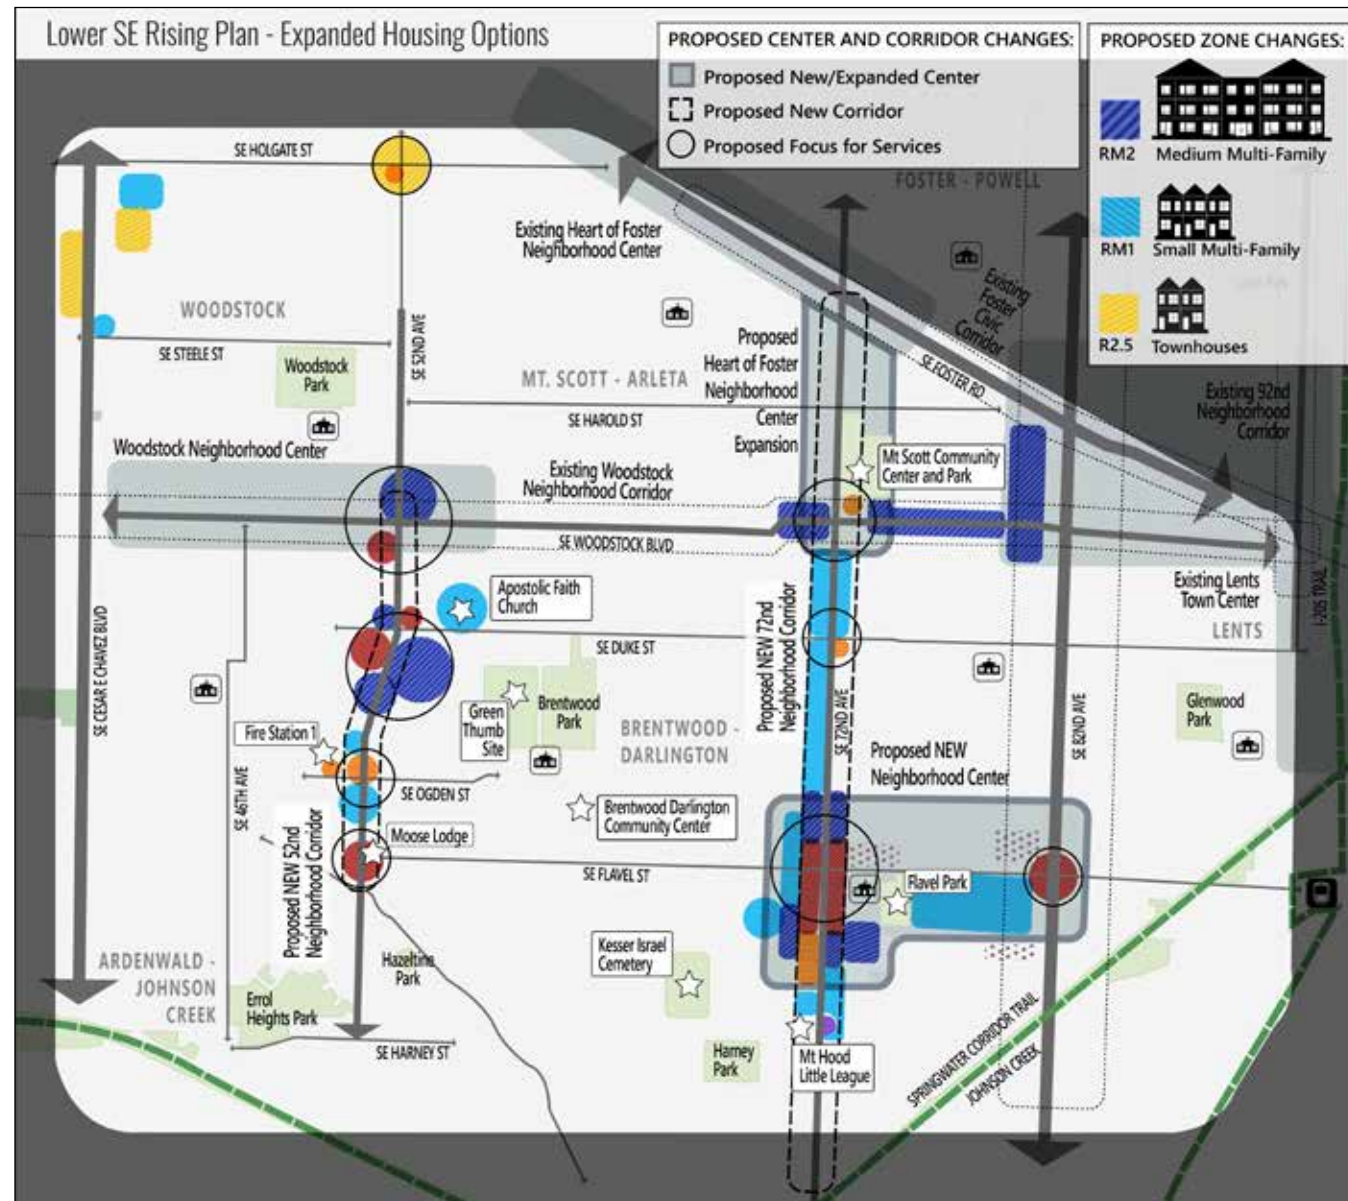 Lower SE Rising Plan - Expanded Housing Options
PROPOSED CENTER AND CORRIDOR CHANGES:
Proposed New/Expanded Center
Proposed New Corridor
Proposed Focus for Services
PROPOSED ZONE CHANGES:
RM2 Medium Multi-Family
RM1 Small Multi-Family
R2.5 Townhouses
SE HOLGATE ST
FOSTER - POWELL
Existing Heart of Foster
Neighborhood Center
Existing
Foster
Civic
Corridor
WOODSTOCK
SE STEELE ST
SE 52ND AVE
Woodstock
Park
MT. SCOTT - ARLETA
Proposed
Heart of Foster
Neighborhood
Center
Expansion
SE FOSTER RD
Existing 92nd
Neighborhood
Corridor
SE HAROLD ST
Woodstock Neighborhood Center
Existing Woodstock
Neighborhood Corridor
Mt Scott Community
Center and Park
SE WOODSTOCK BLVD
Existing Lents
Town Center
LENTS
I-205 TRAIL
Apostolic Faith
Church
SE DUKE ST
Proposed NEW 72nd
Neighborhood Corridor
SE CESAR E CHAVEZ BLVD
Green
Thumb
Site
Brentwood
Park
Glenwood
Park
Fire Station 1
BRENTWOOD -
DARLINGTON
SE 72ND AVE
SE 82ND AVE
Proposed NEW
Neighborhood Center
SE OGDEN ST
SE 46TH AVE
Brentwood Darlington
Community Center
Moose Lodge
Proposed NEW 52nd
Neighborhood Corridor
SE FLAVEL ST
Flavel Park
Kesser Israel
Cemetery
Hazeltine
Park
ARDENWALD -
JOHNSON
CREEK
Errol
Heights Park
SE HARNEY ST
Harney
Park
Mt Hood
Little League
SPRINGWATER CORRIDOR TRAIL
JOHNSON CREEK